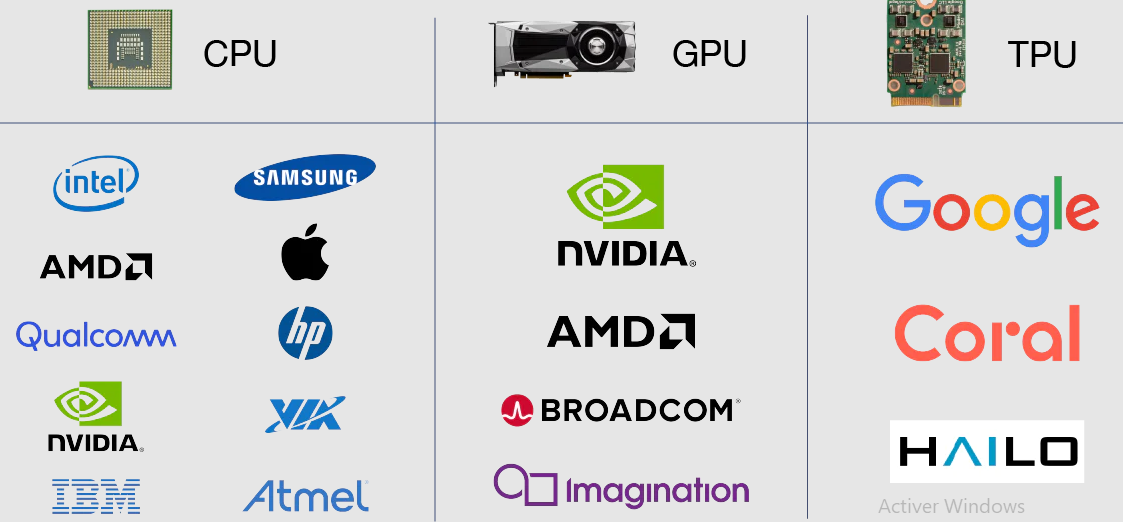 CPU
GPU
TPU
intel
SAMSUNG
AMD
Qualcomm
hp
NVIDIA
VIA
IBM
Atmel
NVIDIA
AMD
BROADCOM
Imagination
Google
Coral
HAILO
Activer Windows